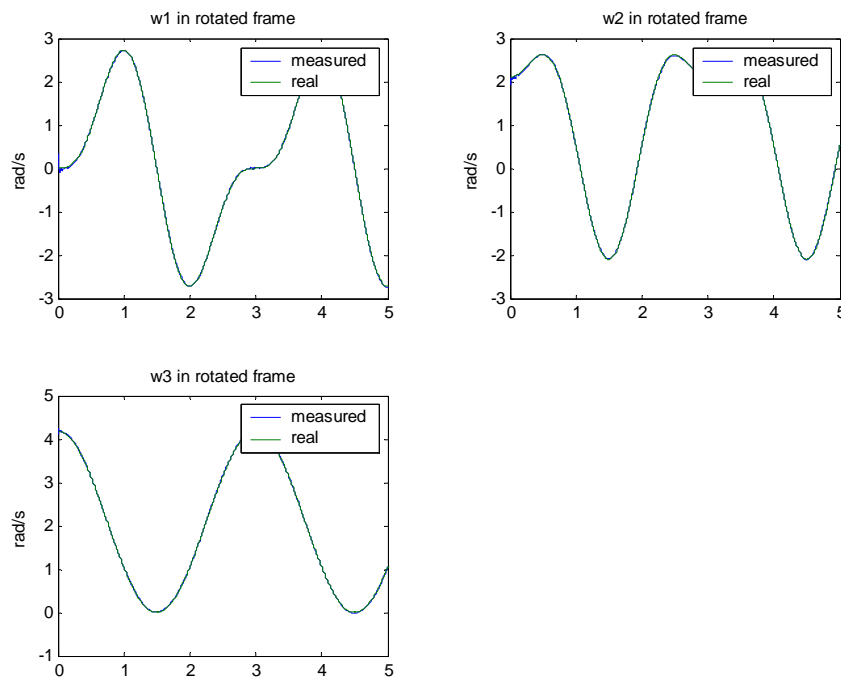 w1 in rotated frame
3
2
1
0
-1
-2
-3
rad/s
0 1 2 3 4 5
measured
real
w2 in rotated frame
3
2
1
0
-1
-2
-3
rad/s
0 1 2 3 4 5
measured
real
w3 in rotated frame
5
4
3
2
1
0
-1
rad/s
0 1 2 3 4 5
measured
real